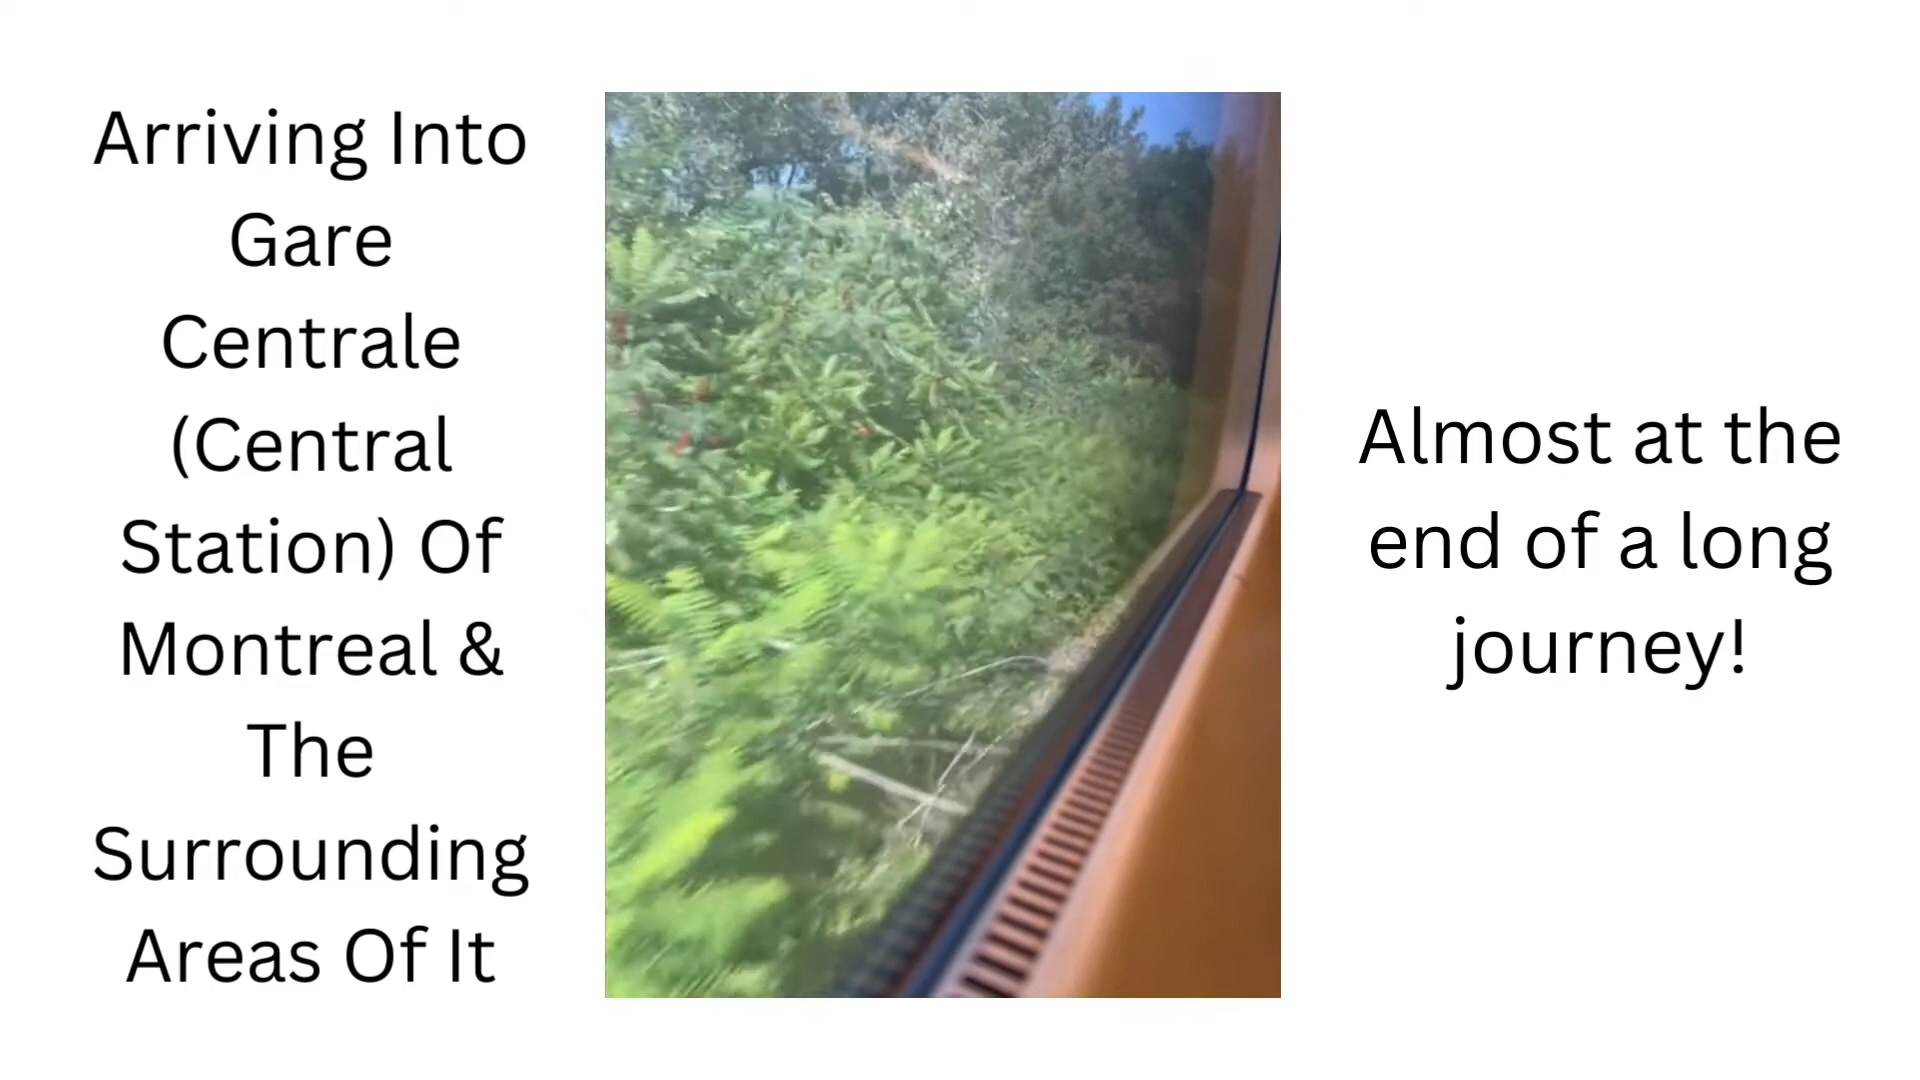 Arriving Into
Gare
Centrale
(Central
Station) Of
Montreal &
The
Surrounding
Areas Of It
Almost at the
end of a long
journey!